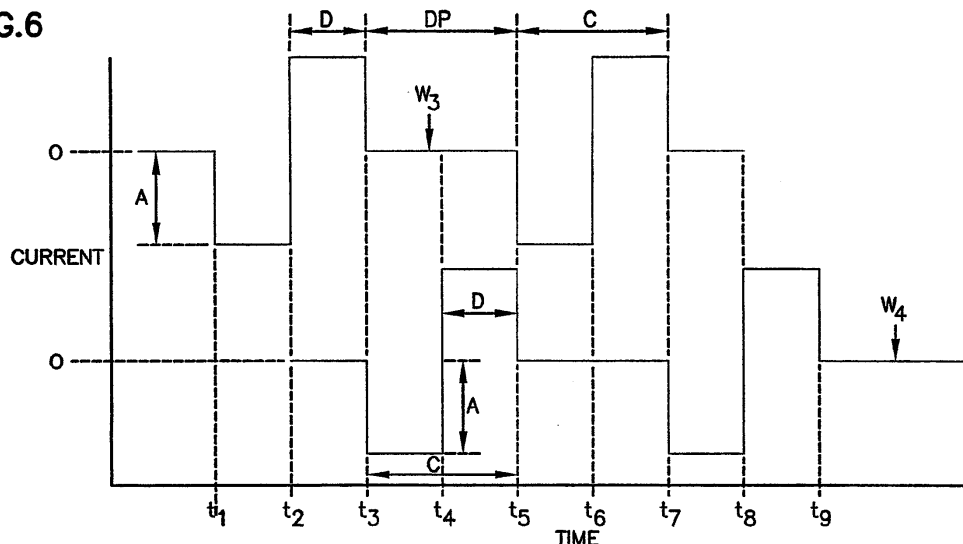 G.6
D DP C
W3
O
A
CURRENT
D
W4
O
A
C
t1 t2 t3 t4 t5 t6 t7 t8 t9
TIME